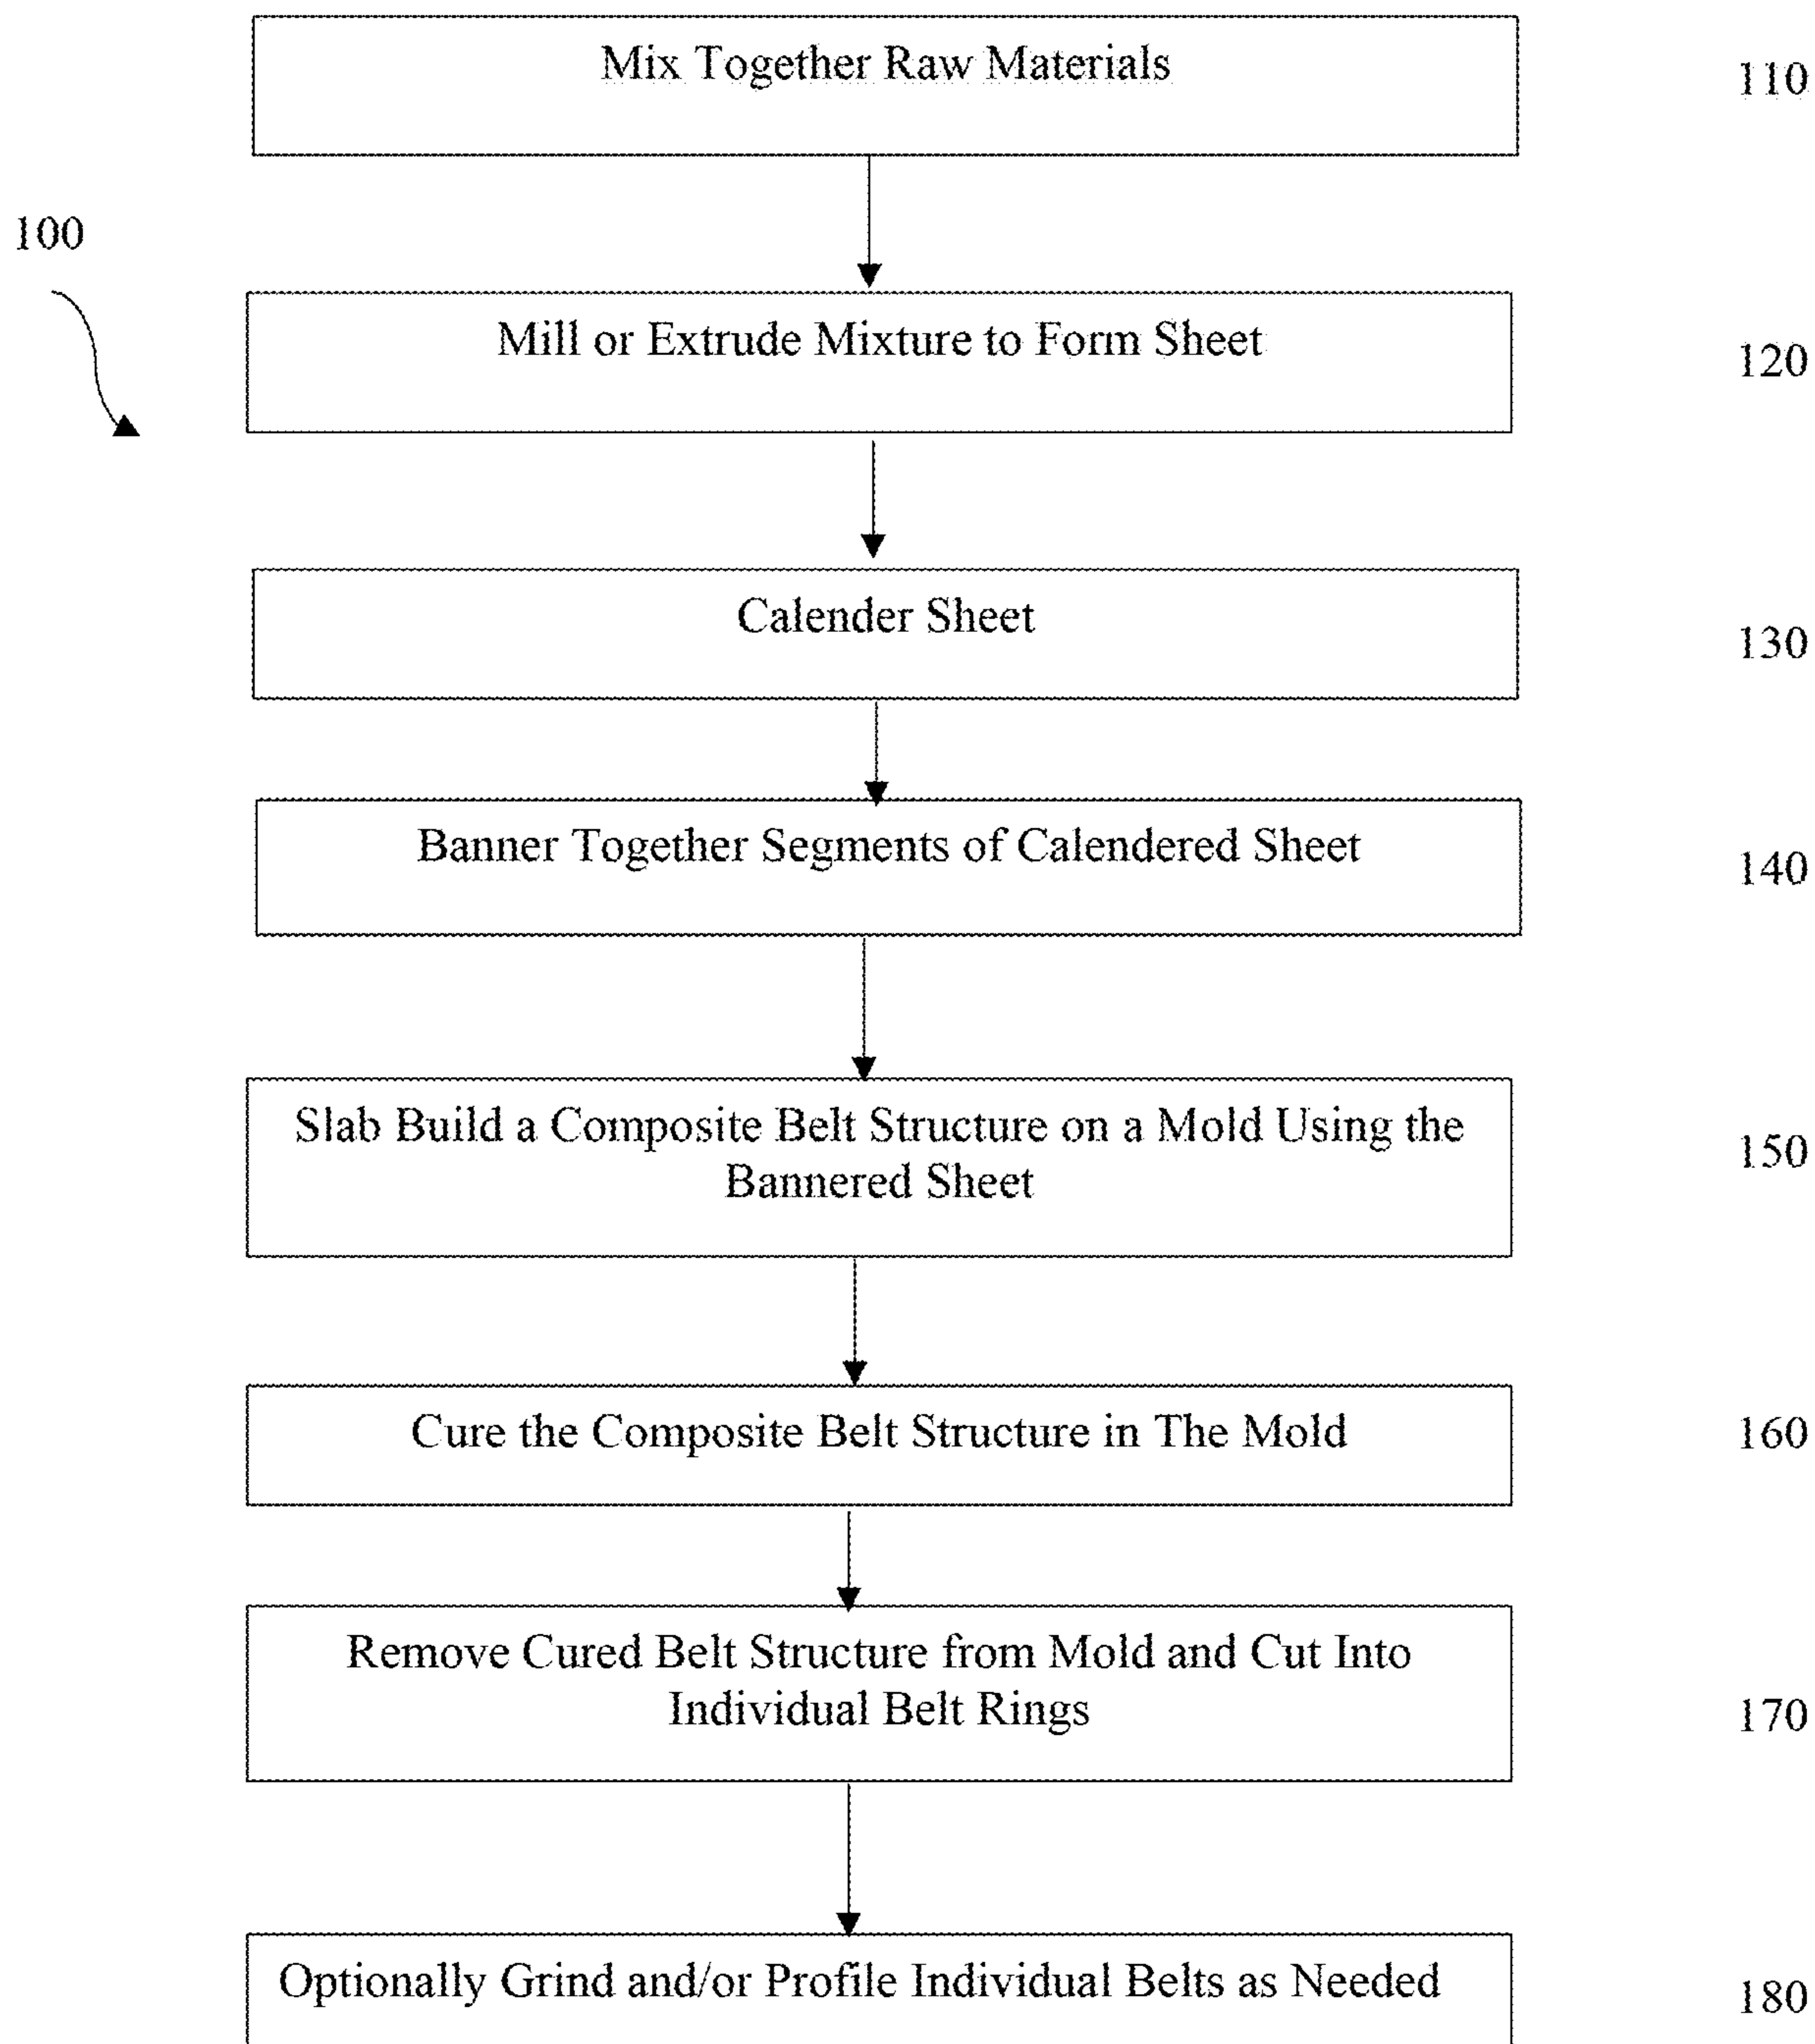 Mix Together Raw Materials
110
100
Mill or Extrude Mixture to Form Sheet
120
Calender Sheet
130
Banner Together Segments of Calendered Sheet
140
Slab Build a Composite Belt Structure on a Mold Using the
Bannered Sheet
150
Cure the Composite Belt Structure in The Mold
160
Remove Cured Belt Structure from Mold and Cut Into
Individual Belt Rings
170
Optionally Grind and/or Profile Individual Belts as Needed
180